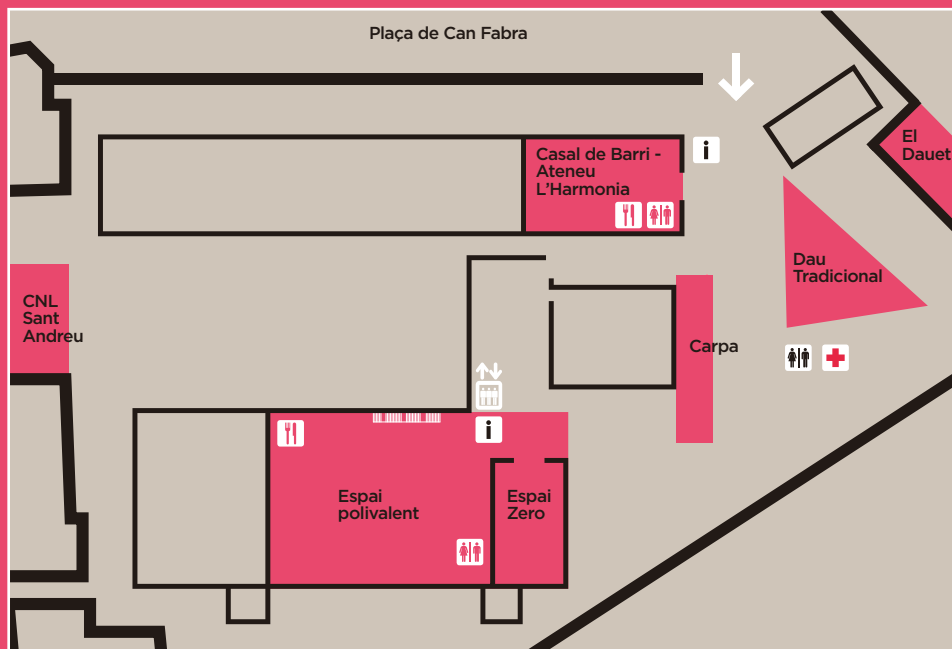 Plaça de Can Fabra
Casal de Barri -
Ateneu
L'Harmonia
i
El
Dauet
Dau
Tradicional
CNL
Sant
Andreu
Carpa
i
Espai
polivalent
Espai
Zero